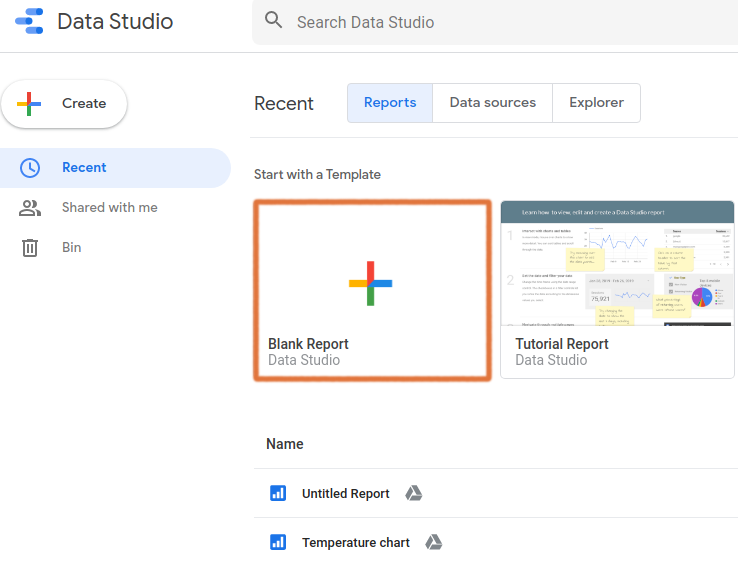 Data Studio
Search Data Studio
Create
Recent
Reports
Data sources
Explorer
Recent
Shared with me
Bin
Start with a Template
Learn how to view, edit and create a Data Studio report
1
2
75,921
Blank Report
Data Studio
Tutorial Report
Data Studio
Name
Untitled Report
Temperature chart